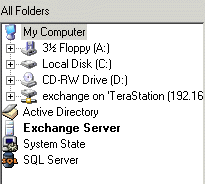 All Folders
My Computer
3½ Floppy (A:)
Local Disk (C:)
CD-RW Drive (D:)
exchange on 'TeraStation (192.16
Active Directory
Exchange Server
System State
SQL Server